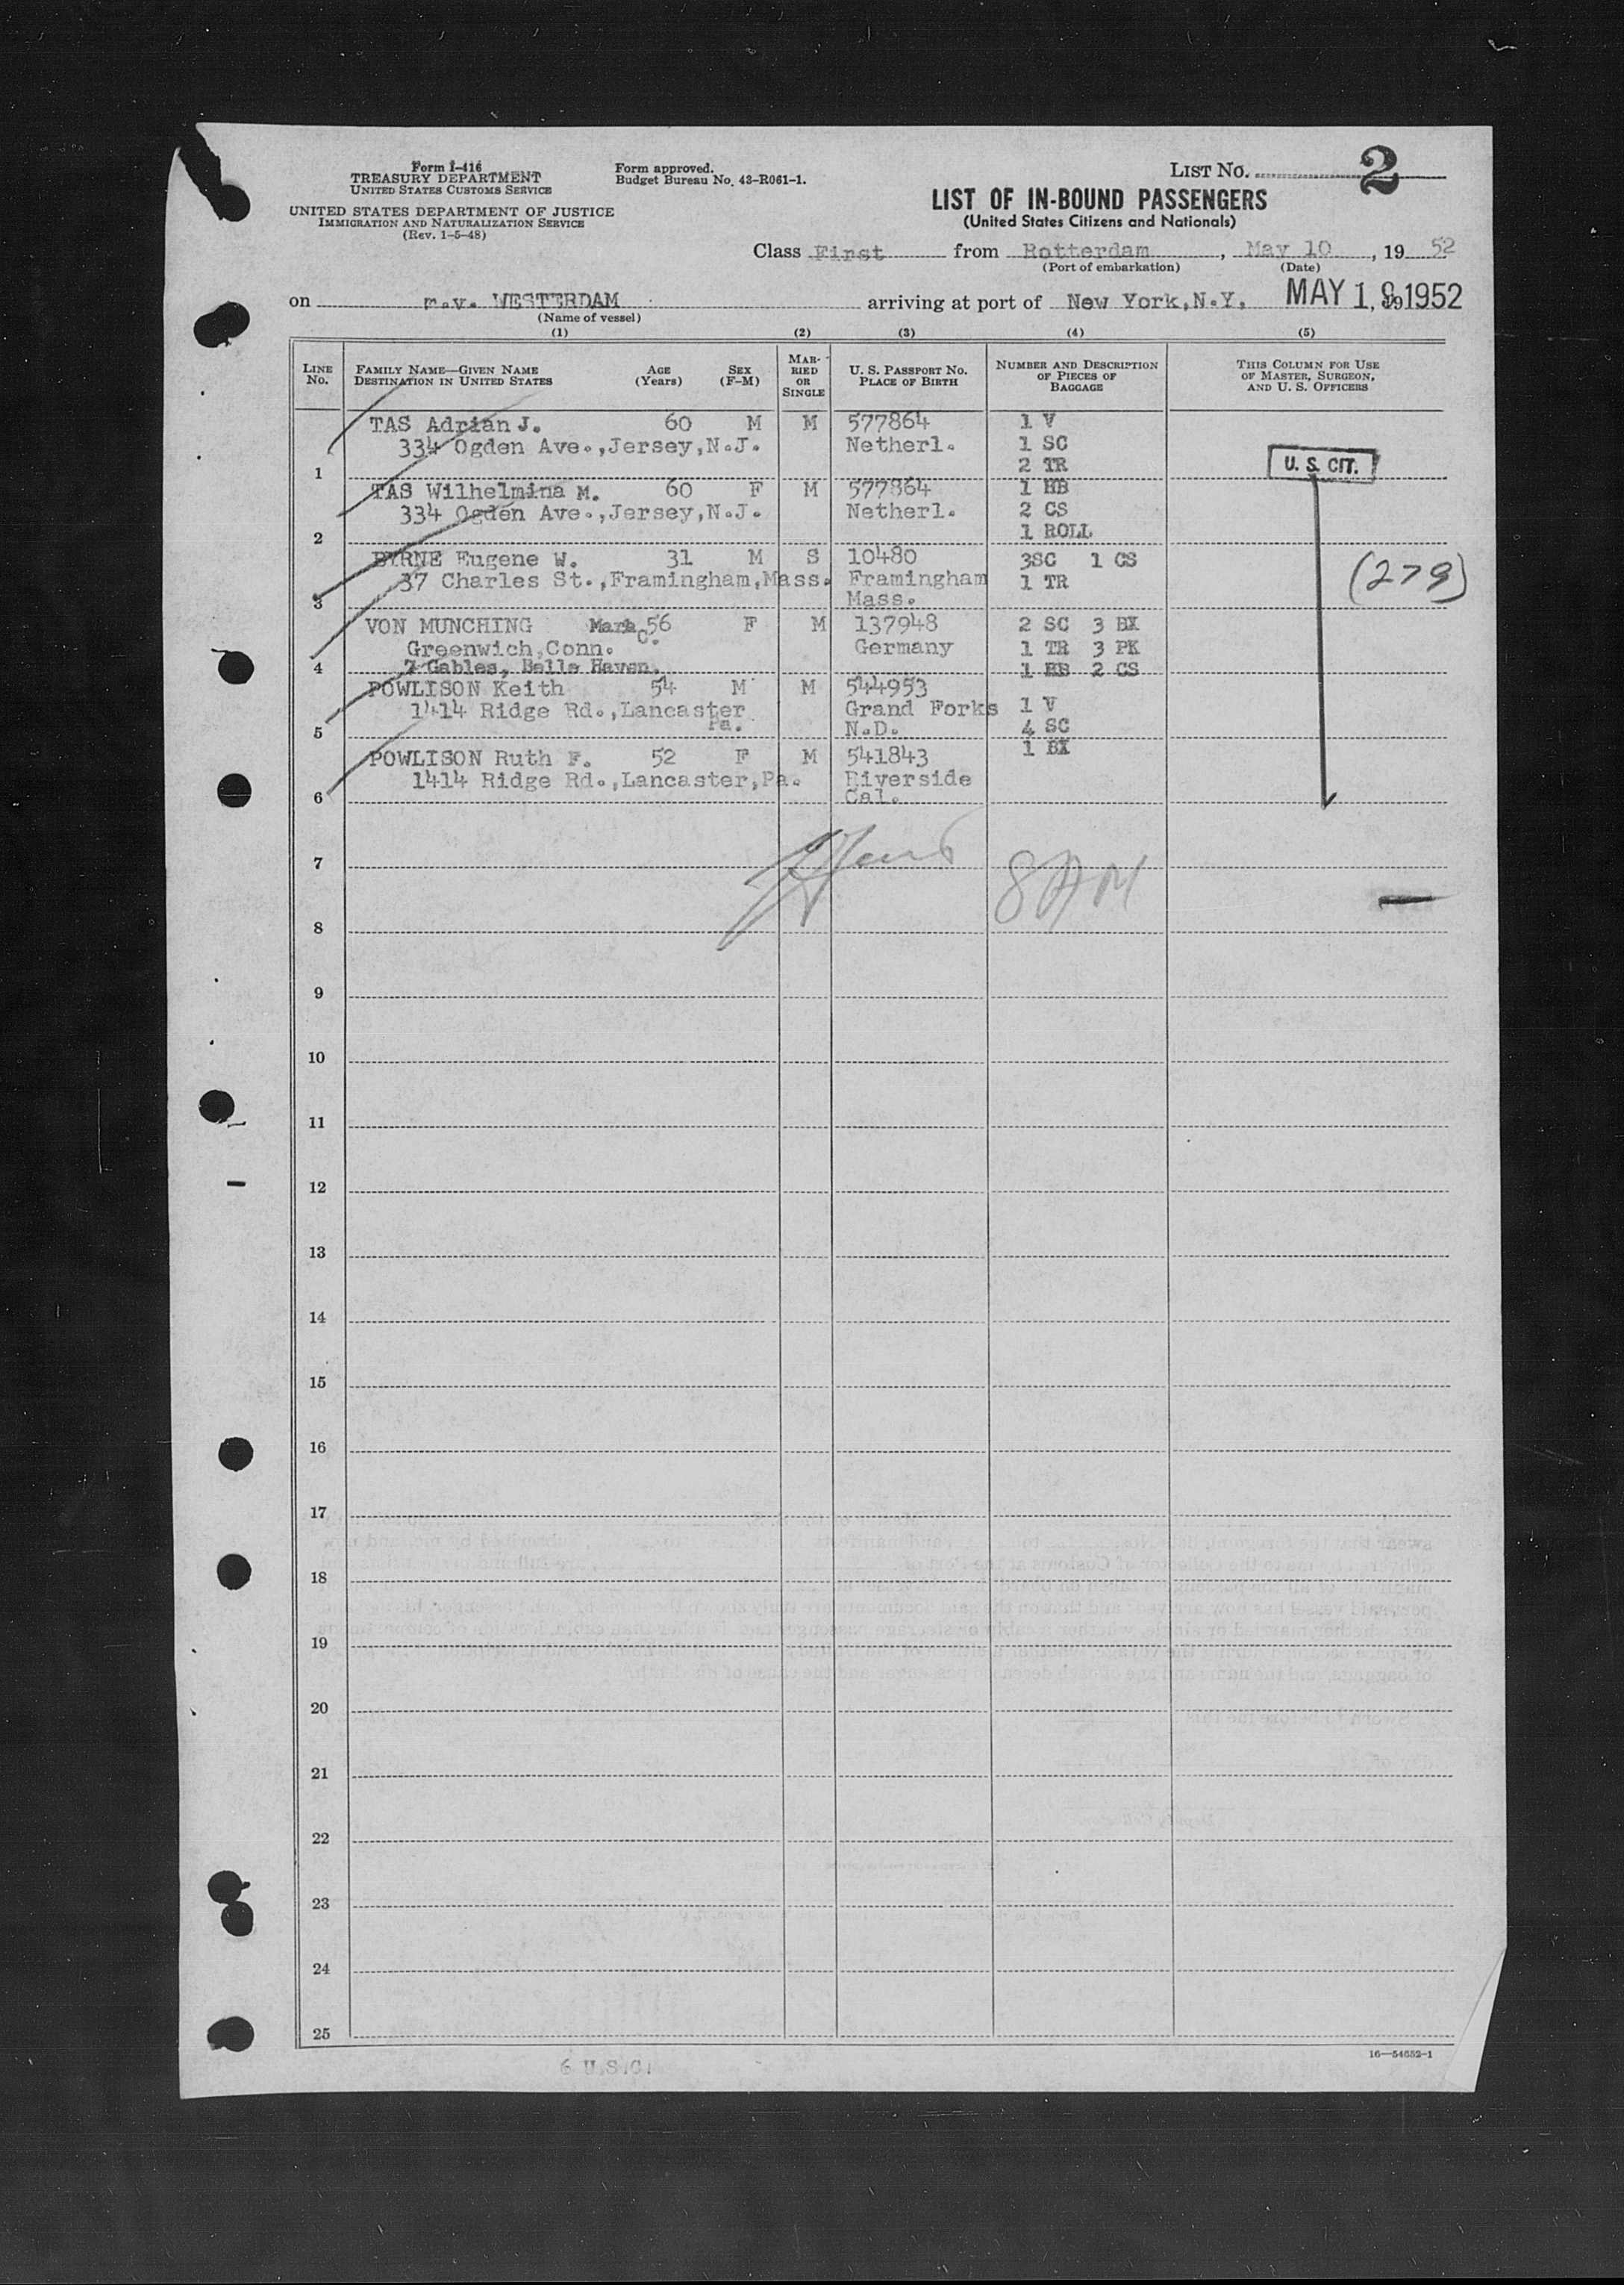 Form I-416
TREASURY DEPARTMENT
UNITED STATES CUSTOMS SERVICE
UNITED STATES DEPARTMENT OF JUSTICE
IMMIGRATION AND NATURALIZATION SERVICE
(Rev. 1-5-48)
Form approved.
Budget Bureau No. 43-R061-1.
LIST NO. 2
LIST OF IN-BOUND PASSENGERS
(United States Citizens and Nationals)
Class First from Rotterdam, May 10, 19 52
(Port of embarkation) (Date)
on m.v. WESTERDAM arriving at port of New York, N.Y. MAY 19 1952
(Name of vessel)
(1) (2) (3) (4) (5)
LINE NO. FAMILY NAME—GIVEN NAME DESTINATION IN UNITED STATES AGE (Years) SEX (F-M) MARRIED OR SINGLE U. S. PASSPORT NO. PLACE OF BIRTH NUMBER AND DESCRIPTION OF PIECES OF BAGGAGE THIS COLUMN FOR USE OF MASTER, SURGEON, AND U. S. OFFICERS
TAS Adrian J. 60 M M 577864 1 V
334 Ogden Ave.,Jersey,N.J. Netherl. 1 SC
1 2 TR U. S. CIT.
TAS Wilhelmina M. 60 F M 577864 1 HB
334 Ogden Ave.,Jersey,N.J. Netherl. 2 CS
2 1 ROLL
BYRNE Eugene W. 31 M S 10480 3SC 1 CS
37 Charles St.,Framingham,Mass. Framingham 1 TR (279)
3 Mass.
VON MUNCHING Maria C. 56 F M 137948 2 SC 3 BX
Greenwich,Conn. Germany 1 TR 3 PK
4 7 Gables, Belle Haven. 1 HB 2 CS
POWLISON Keith 54 M M 544953
1414 Ridge Rd.,Lancaster Grand Forks 1 V
5 Pa. N.D. 4 SC
POWLISON Ruth F. 52 F M 541843 1 BX
1414 Ridge Rd.,Lancaster,Pa. Riverside
6 Cal.
7
8
9
10
11
12
13
14
15
16
17
18
19
20
21
22
23
24
25
16—54652-1
6 U.S.C.